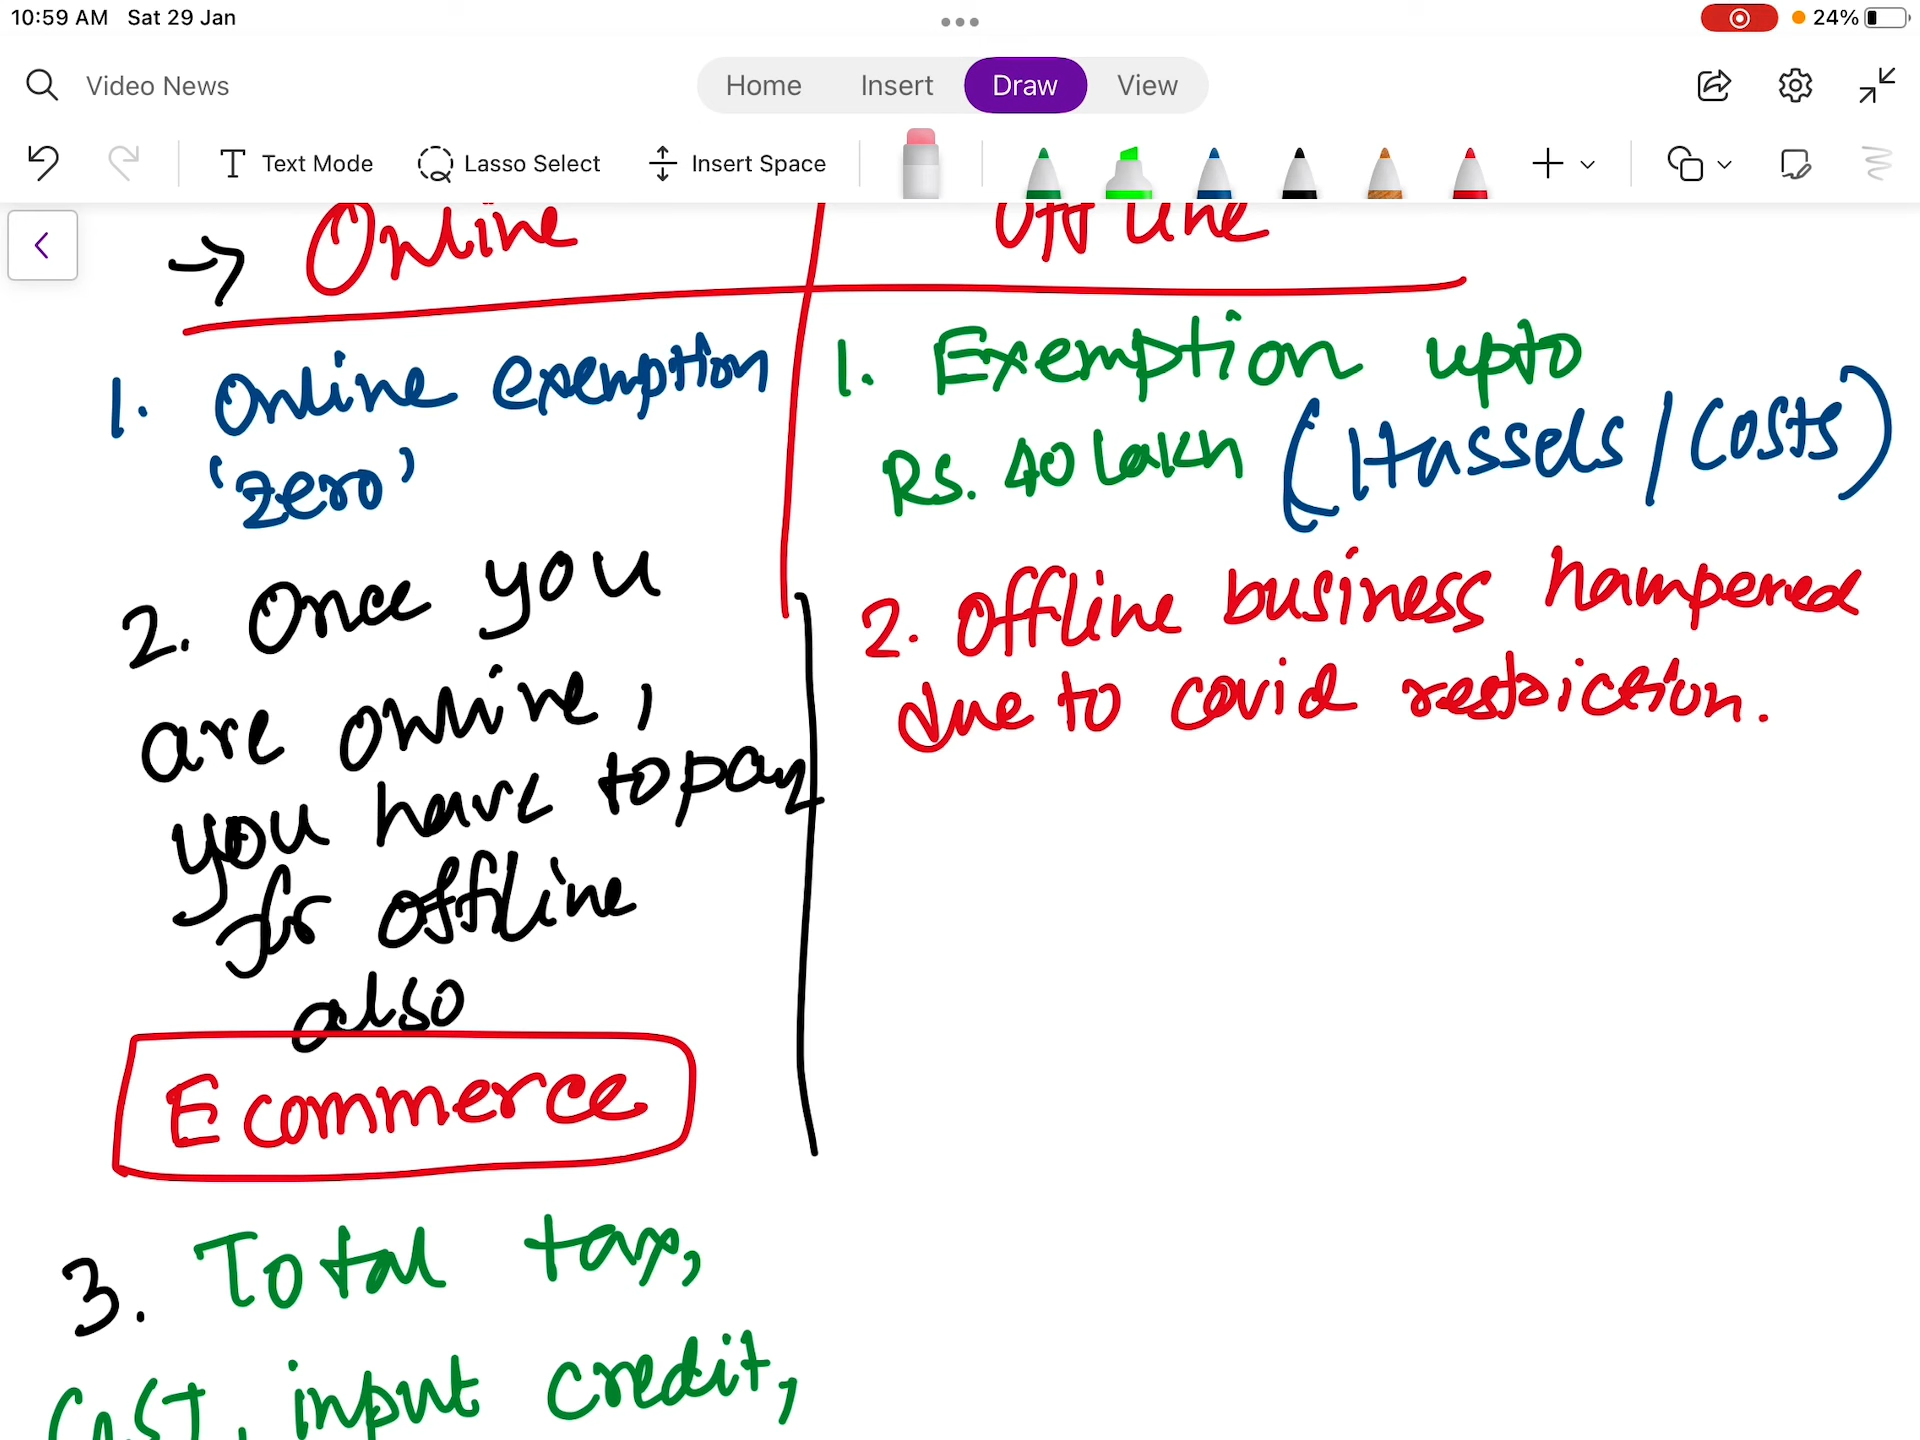 10:59 AM Sat 29 Jan
24%
Video News
Home Insert Draw View
Text Mode Lasso Select Insert Space
→ Online
Offline
1. Online exemption
'zero'
2. Once you
are online,
you have to pay
for offline
also
Ecommerce
3. Total tax,
input credit,
1. Exemption upto
Rs. 40 lakh (Hassels/Costs)
2. Offline business hampered
due to covid restriction.